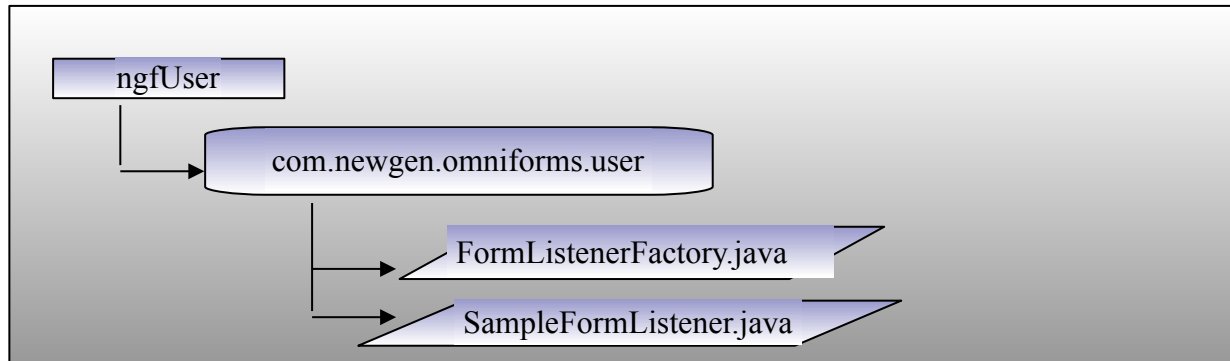 ngfUser
com.newgen.omniforms.user
FormListenerFactory.java
SampleFormListener.java